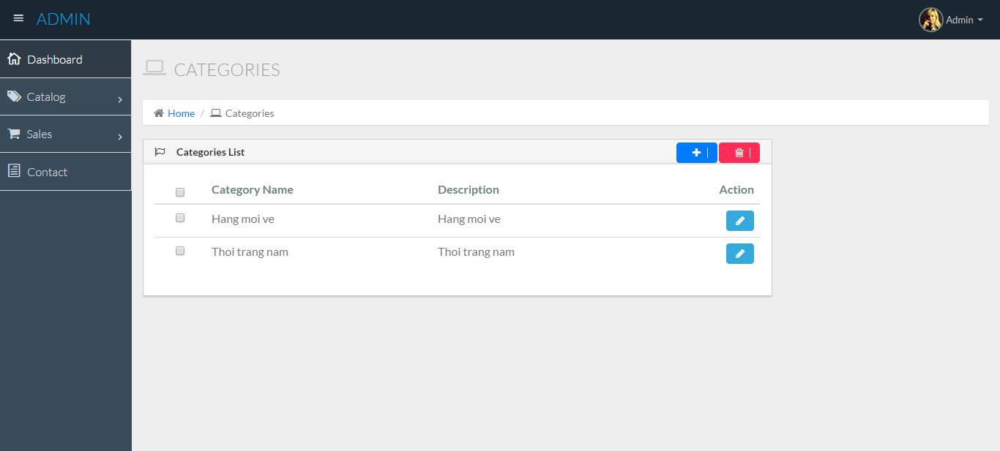 ADMIN
Admin
Dashboard
Catalog
Sales
Contact
CATEGORIES
Home / Categories
Categories List
Category Name Description Action
Hang moi ve Hang moi ve
Thoi trang nam Thoi trang nam